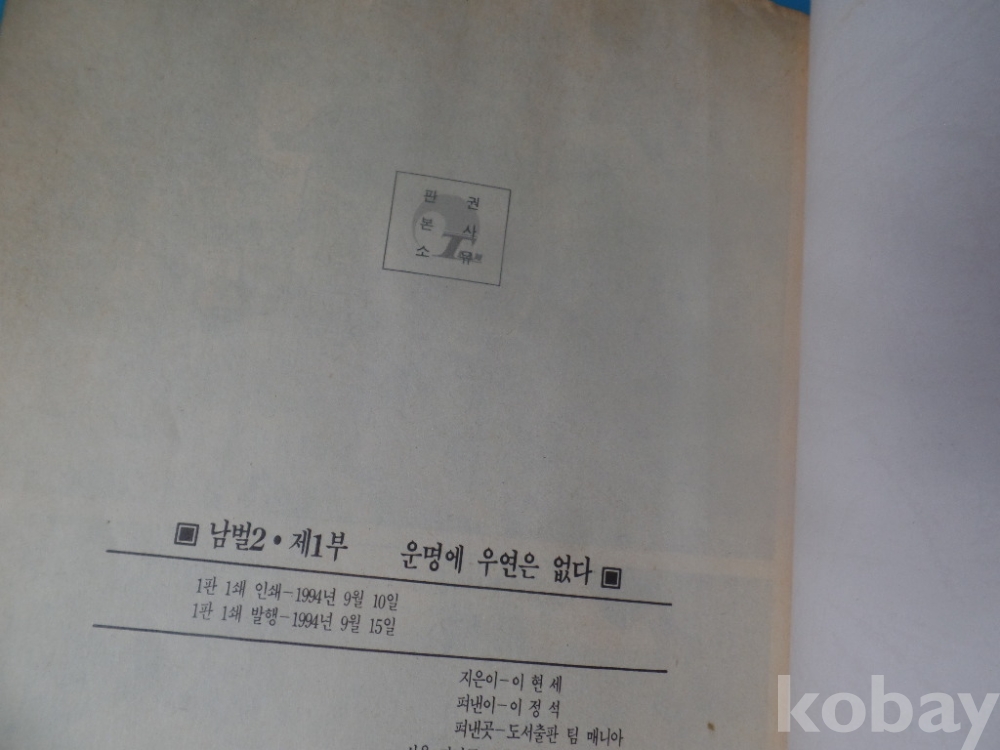 판 권
본 사
소 유
남벌2 • 제1부 운명에 우연은 없다
1판 1쇄 인쇄-1994년 9월 10일
1판 1쇄 발행-1994년 9월 15일
지은이-이 현 세
펴낸이-이 정 석
펴낸곳-도서출판 팀 매니아
kobay